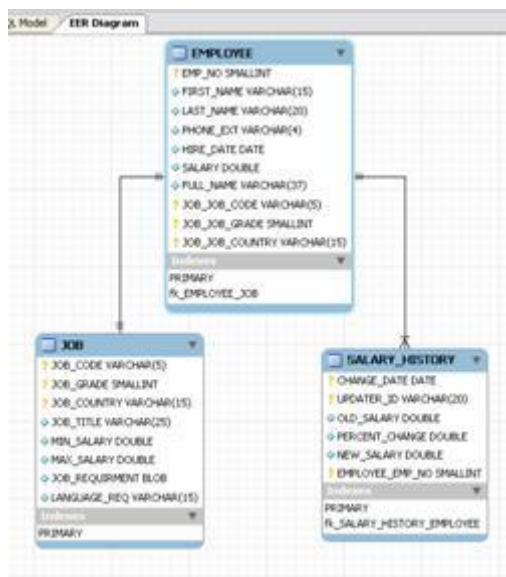 L Model
EER Diagram
EMPLOYEE
EMP_NO SMALLINT
FIRST_NAME VARCHAR(15)
LAST_NAME VARCHAR(20)
PHONE_EXT VARCHAR(4)
HIRE_DATE DATE
SALARY DOUBLE
FULL_NAME VARCHAR(37)
JOB_JOB_CODE VARCHAR(5)
JOB_JOB_GRADE SMALLINT
JOB_JOB_COUNTRY VARCHAR(15)
Indexes
PRIMARY
fk_EMPLOYEE_JOB
JOB
JOB_CODE VARCHAR(5)
JOB_GRADE SMALLINT
JOB_COUNTRY VARCHAR(15)
JOB_TITLE VARCHAR(25)
MIN_SALARY DOUBLE
MAX_SALARY DOUBLE
JOB_REQUIRMENT BLOB
LANGUAGE_REQ VARCHAR(15)
Indexes
PRIMARY
SALARY_HISTORY
CHANGE_DATE DATE
UPDATER_ID VARCHAR(20)
OLD_SALARY DOUBLE
PERCENT_CHANGE DOUBLE
NEW_SALARY DOUBLE
EMPLOYEE_EMP_NO SMALLINT
Indexes
PRIMARY
fk_SALARY_HISTORY_EMPLOYEE